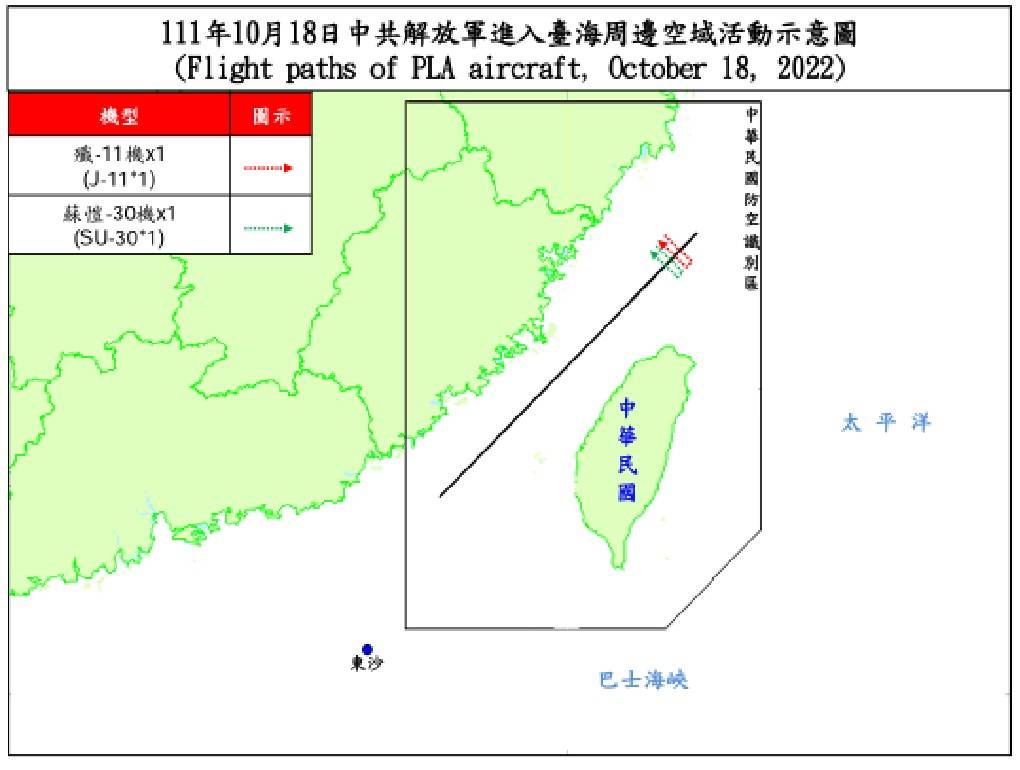 111年10月18日中共解放軍進入臺海周邊空域活動示意圖
(Flight paths of PLA aircraft, October 18, 2022)
機型 圖示
殲-11機x1
(J-11*1)
蘇愷-30機x1
(SU-30*1)
中華民國防空識別區
中華民國
太平洋
東沙
巴士海峽